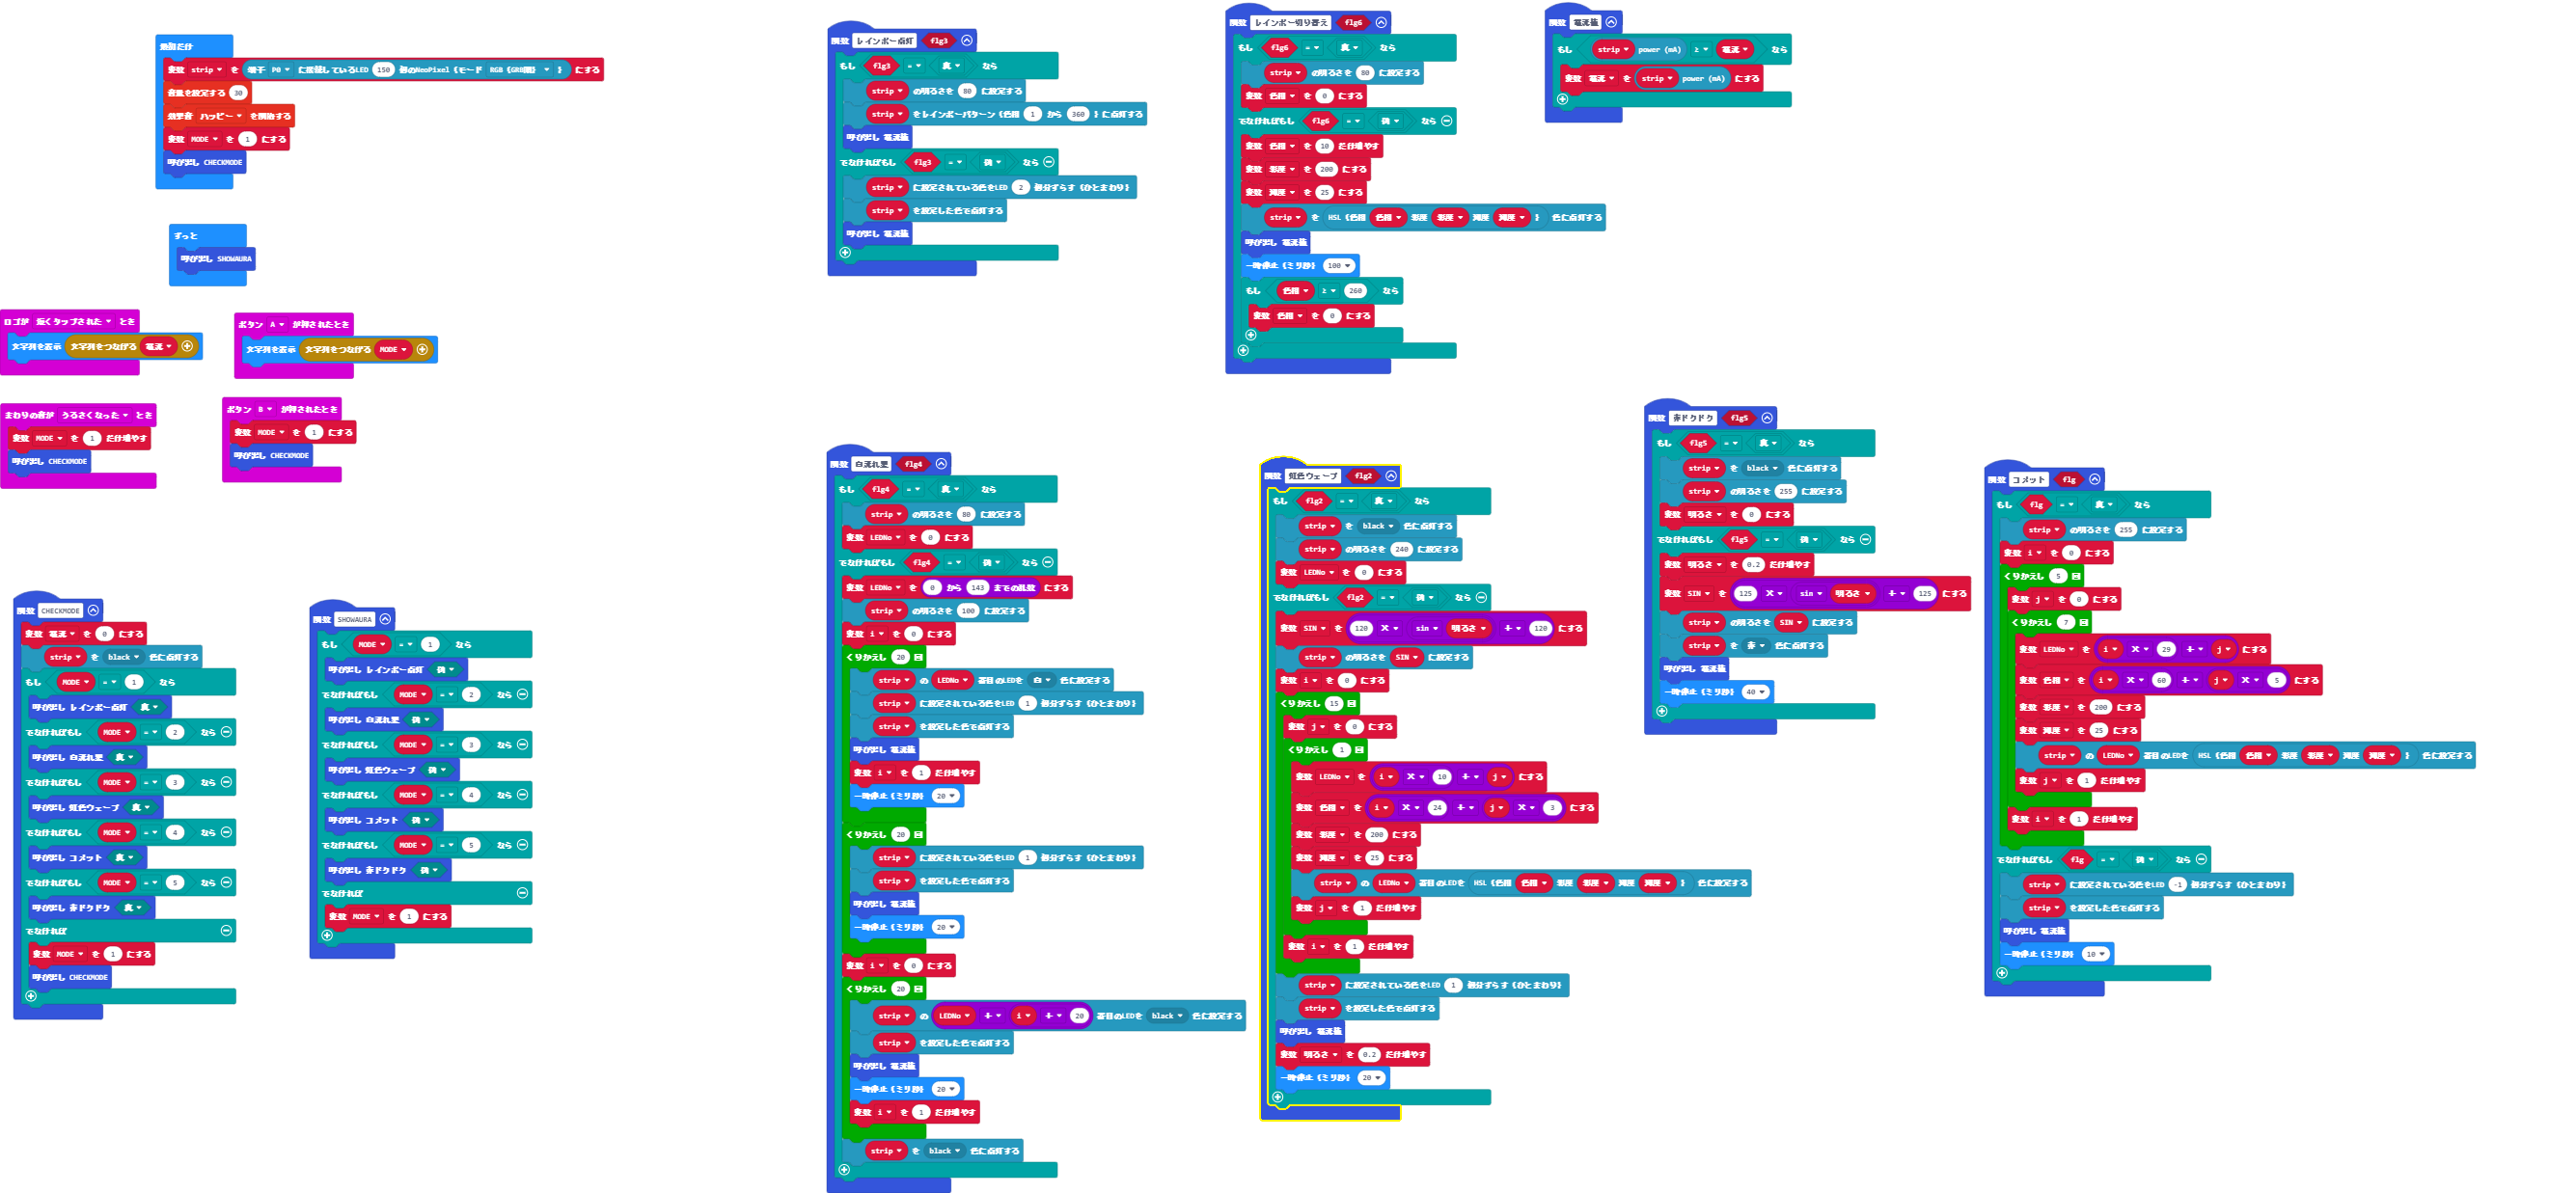 最初だけ
変数 strip を 端子 P0 に接続しているLED 150 個のNeoPixel (モード RGB (GRB順) ) にする
音量を設定する 30
効果音 ハッピー を開始する
変数 MODE を 1 にする
呼び出し CHECKMODE
ずっと
呼び出し SHOWAURA
ロゴが 短くタップされた とき
文字列を表示 文字列をつなげる 電流
ボタン A が押されたとき
文字列を表示 文字列をつなげる MODE
まわりの音が うるさくなった とき
変数 MODE を 1 だけ増やす
呼び出し CHECKMODE
ボタン B が押されたとき
変数 MODE を 1 にする
呼び出し CHECKMODE
関数 CHECKMODE
変数 電流 を 0 にする
strip を black 色に点灯する
もし MODE = 1 なら
呼び出し レインボー点灯 真
でなければもし MODE = 2 なら
呼び出し 白流れ星 真
でなければもし MODE = 3 なら
呼び出し 虹色ウェーブ 真
でなければもし MODE = 4 なら
呼び出し コメット 真
でなければもし MODE = 5 なら
呼び出し 赤ドクドク 真
でなければ
変数 MODE を 1 にする
呼び出し CHECKMODE
関数 SHOWAURA
もし MODE = 1 なら
呼び出し レインボー点灯 偽
でなければもし MODE = 2 なら
呼び出し 白流れ星 偽
でなければもし MODE = 3 なら
呼び出し 虹色ウェーブ 偽
でなければもし MODE = 4 なら
呼び出し コメット 偽
でなければもし MODE = 5 なら
呼び出し 赤ドクドク 偽
でなければ
変数 MODE を 1 にする
関数 レインボー点灯 flg3
もし flg3 = 真 なら
strip の明るさを 80 に設定する
strip をレインボーパターン (色相 1 から 360 ) に点灯する
呼び出し 電流値
でなければもし flg3 = 偽 なら
strip に設定されている色をLED 2 個分ずらす (ひとまわり)
strip を設定した色で点灯する
呼び出し 電流値
関数 レインボー切り替え flg6
もし flg6 = 真 なら
strip の明るさを 80 に設定する
変数 色相 を 0 にする
でなければもし flg6 = 偽 なら
変数 色相 を 10 だけ増やす
変数 彩度 を 200 にする
変数 輝度 を 25 にする
strip を HSL (色相 色相 彩度 彩度 輝度 輝度 ) 色に点灯する
呼び出し 電流値
一時停止 (ミリ秒) 100
もし 色相 ≥ 260 なら
変数 色相 を 0 にする
関数 電流値
もし strip power (mA) ≥ 電流 なら
変数 電流 を strip power (mA) にする
関数 白流れ星 flg4
もし flg4 = 真 なら
strip の明るさを 80 に設定する
変数 LEDNo を 0 にする
でなければもし flg4 = 偽 なら
変数 LEDNo を 0 から 143 までの乱数 にする
strip の明るさを 100 に設定する
変数 i を 0 にする
くりかえし 20 回
strip の LEDNo 番目のLEDを 白 色に設定する
strip に設定されている色をLED 1 個分ずらす (ひとまわり)
strip を設定した色で点灯する
呼び出し 電流値
変数 i を 1 だけ増やす
一時停止 (ミリ秒) 20
くりかえし 20 回
strip に設定されている色をLED 1 個分ずらす (ひとまわり)
strip を設定した色で点灯する
呼び出し 電流値
一時停止 (ミリ秒) 20
変数 i を 0 にする
くりかえし 20 回
strip の LEDNo + i + 20 番目のLEDを black 色に設定する
strip を設定した色で点灯する
呼び出し 電流値
一時停止 (ミリ秒) 20
変数 i を 1 だけ増やす
strip を black 色に点灯する
関数 虹色ウェーブ flg2
もし flg2 = 真 なら
strip を black 色に点灯する
strip の明るさを 240 に設定する
変数 LEDNo を 0 にする
でなければもし flg2 = 偽 なら
変数 SIN を 120 × sin 明るさ + 120 にする
strip の明るさを SIN に設定する
変数 i を 0 にする
くりかえし 15 回
変数 j を 0 にする
くりかえし 1 回
変数 LEDNo を i × 10 + j にする
変数 色相 を i × 24 + j × 3 にする
変数 彩度 を 200 にする
変数 輝度 を 25 にする
strip の LEDNo 番目のLEDを HSL (色相 色相 彩度 彩度 輝度 輝度 ) 色に設定する
変数 j を 1 だけ増やす
変数 i を 1 だけ増やす
strip に設定されている色をLED 1 個分ずらす (ひとまわり)
strip を設定した色で点灯する
呼び出し 電流値
変数 明るさ を 0.2 だけ増やす
一時停止 (ミリ秒) 20
関数 赤ドクドク flg5
もし flg5 = 真 なら
strip を black 色に点灯する
strip の明るさを 255 に設定する
変数 明るさ を 0 にする
でなければもし flg5 = 偽 なら
変数 明るさ を 0.2 だけ増やす
変数 SIN を 125 × sin 明るさ + 125 にする
strip の明るさを SIN に設定する
strip を 赤 色に点灯する
呼び出し 電流値
一時停止 (ミリ秒) 40
関数 コメット flg
もし flg = 真 なら
strip の明るさを 255 に設定する
変数 i を 0 にする
くりかえし 5 回
変数 j を 0 にする
くりかえし 7 回
変数 LEDNo を i × 29 + j にする
変数 色相 を i × 60 + j × 5 にする
変数 彩度 を 200 にする
変数 輝度 を 25 にする
strip の LEDNo 番目のLEDを HSL (色相 色相 彩度 彩度 輝度 輝度 ) 色に設定する
変数 j を 1 だけ増やす
変数 i を 1 だけ増やす
でなければもし flg = 偽 なら
strip に設定されている色をLED -1 個分ずらす (ひとまわり)
strip を設定した色で点灯する
呼び出し 電流値
一時停止 (ミリ秒) 10